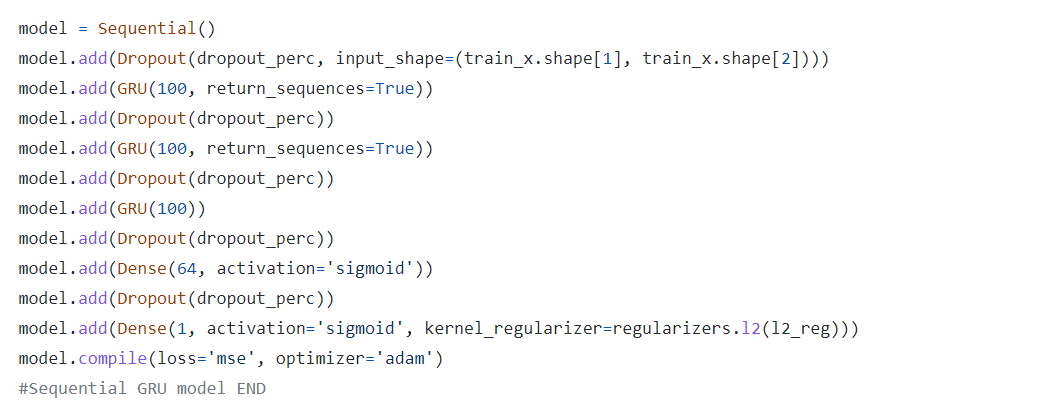 model = Sequential()
model.add(Dropout(dropout_perc, input_shape=(train_x.shape[1], train_x.shape[2])))
model.add(GRU(100, return_sequences=True))
model.add(Dropout(dropout_perc))
model.add(GRU(100, return_sequences=True))
model.add(Dropout(dropout_perc))
model.add(GRU(100))
model.add(Dropout(dropout_perc))
model.add(Dense(64, activation='sigmoid'))
model.add(Dropout(dropout_perc))
model.add(Dense(1, activation='sigmoid', kernel_regularizer=regularizers.l2(l2_reg)))
model.compile(loss='mse', optimizer='adam')
#Sequential GRU model END